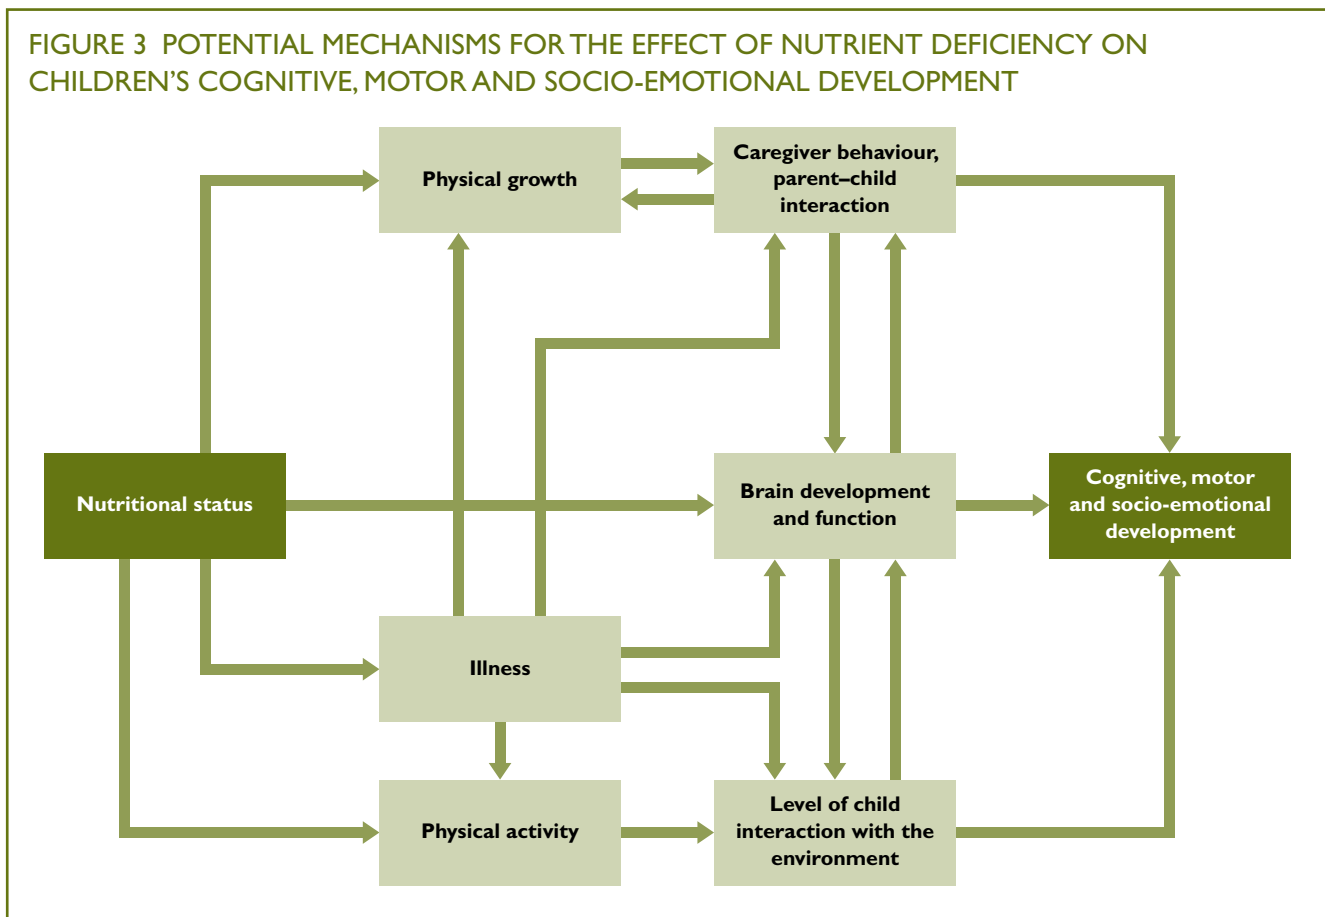 FIGURE 3 POTENTIAL MECHANISMS FOR THE EFFECT OF NUTRIENT DEFICIENCY ON
CHILDREN'S COGNITIVE, MOTOR AND SOCIO-EMOTIONAL DEVELOPMENT
Physical growth
Caregiver behaviour,
parent–child
interaction
Nutritional status
Brain development
and function
Cognitive, motor
and socio-emotional
development
Illness
Physical activity
Level of child
interaction with the
environment